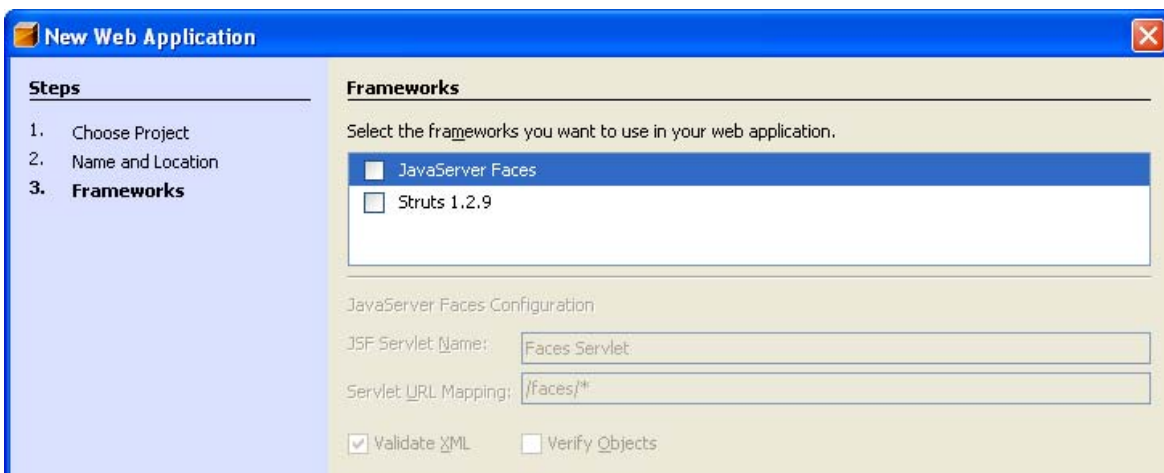 New Web Application
Steps
1. Choose Project
2. Name and Location
3. Frameworks
Frameworks
Select the frameworks you want to use in your web application.
JavaServer Faces
Struts 1.2.9
JavaServer Faces Configuration
JSF Servlet Name: Faces Servlet
Servlet URL Mapping: /faces/*
Validate XML Verify Objects